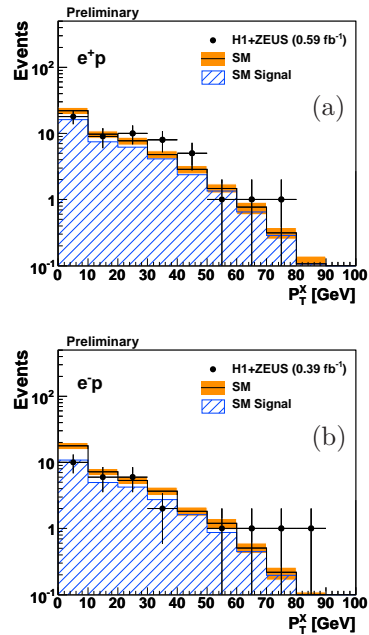 Preliminary
Events
e⁺p
H1+ZEUS (0.59 fb⁻¹)
SM
SM Signal
(a)
10²
10
1
10⁻¹
0 10 20 30 40 50 60 70 80 90 100
P_T^X [GeV]
Preliminary
Events
e⁻p
H1+ZEUS (0.39 fb⁻¹)
SM
SM Signal
(b)
10²
10
1
10⁻¹
0 10 20 30 40 50 60 70 80 90 100
P_T^X [GeV]